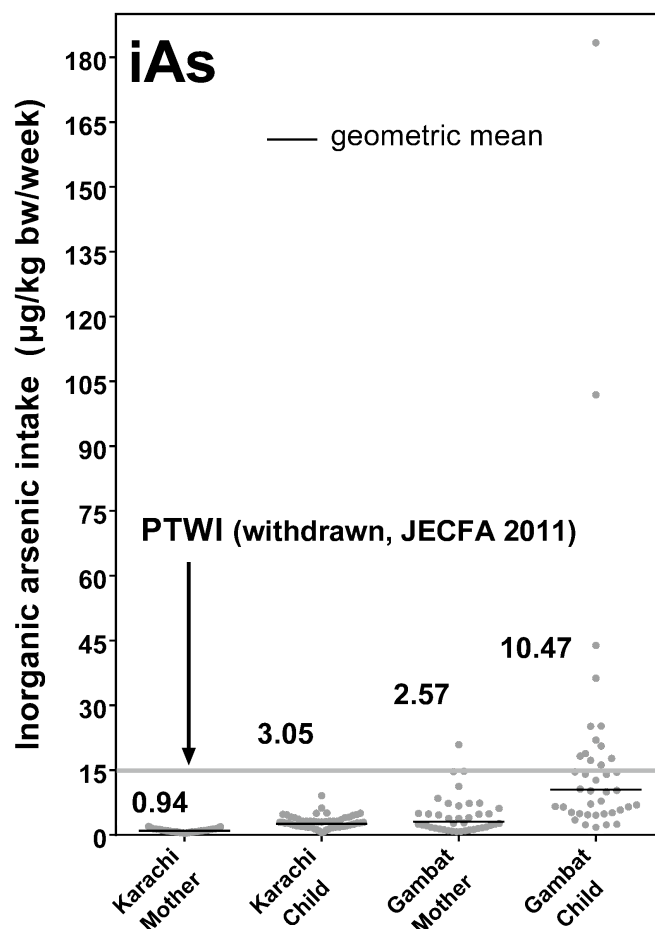 iAs
geometric mean
Inorganic arsenic intake (µg/kg bw/week)
180
165
150
135
120
105
90
75
60
45
30
15
0
PTWI (withdrawn, JECFA 2011)
0.94
3.05
2.57
10.47
Karachi
Mother
Karachi
Child
Gambat
Mother
Gambat
Child